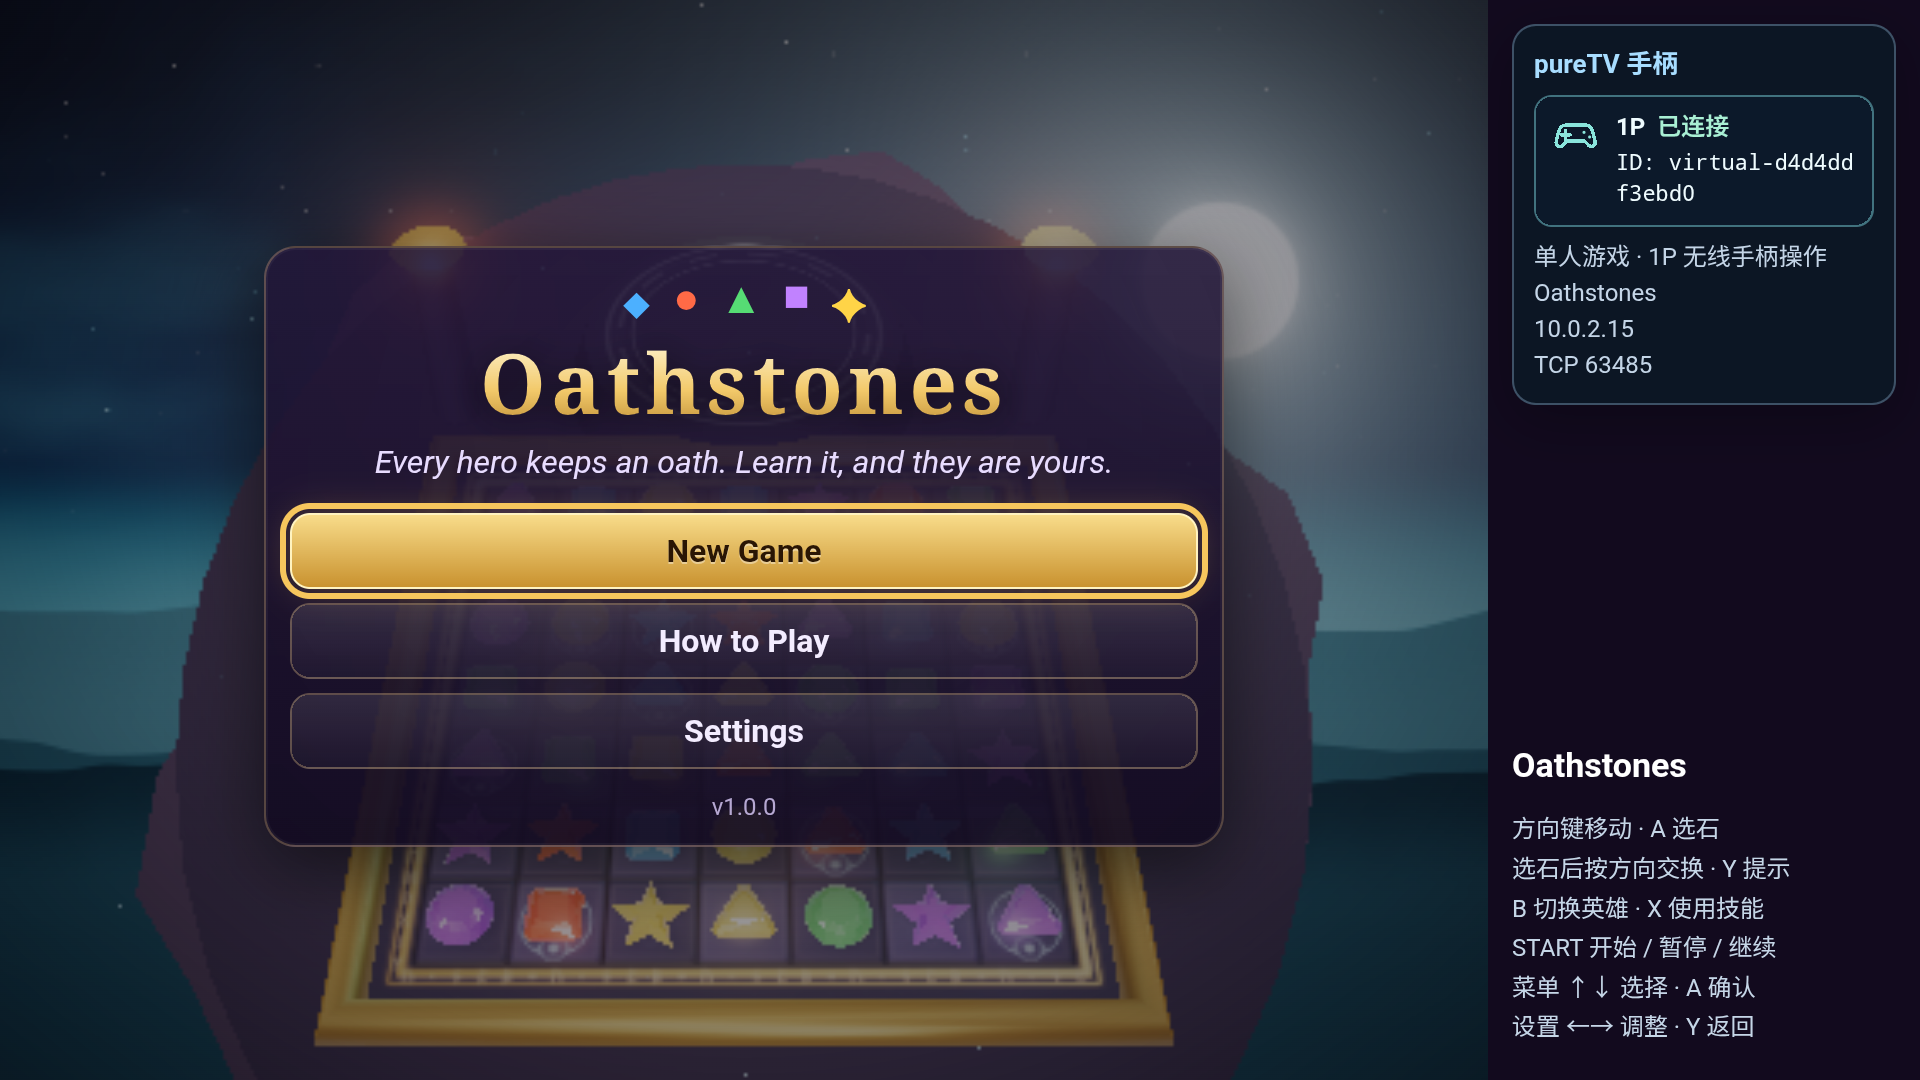 Oathstones
Every hero keeps an oath. Learn it, and they are yours.
New Game
How to Play
Settings
v1.0.0
pureTV 手柄
1P 已连接
ID: virtual-d4d4dd
f3ebd0
单人游戏 · 1P 无线手柄操作
Oathstones
10.0.2.15
TCP 63485
Oathstones
方向键移动 · A 选石
选石后按方向交换 · Y 提示
B 切换英雄 · X 使用技能
START 开始 / 暂停 / 继续
菜单 ↑↓ 选择 · A 确认
设置 ←→ 调整 · Y 返回